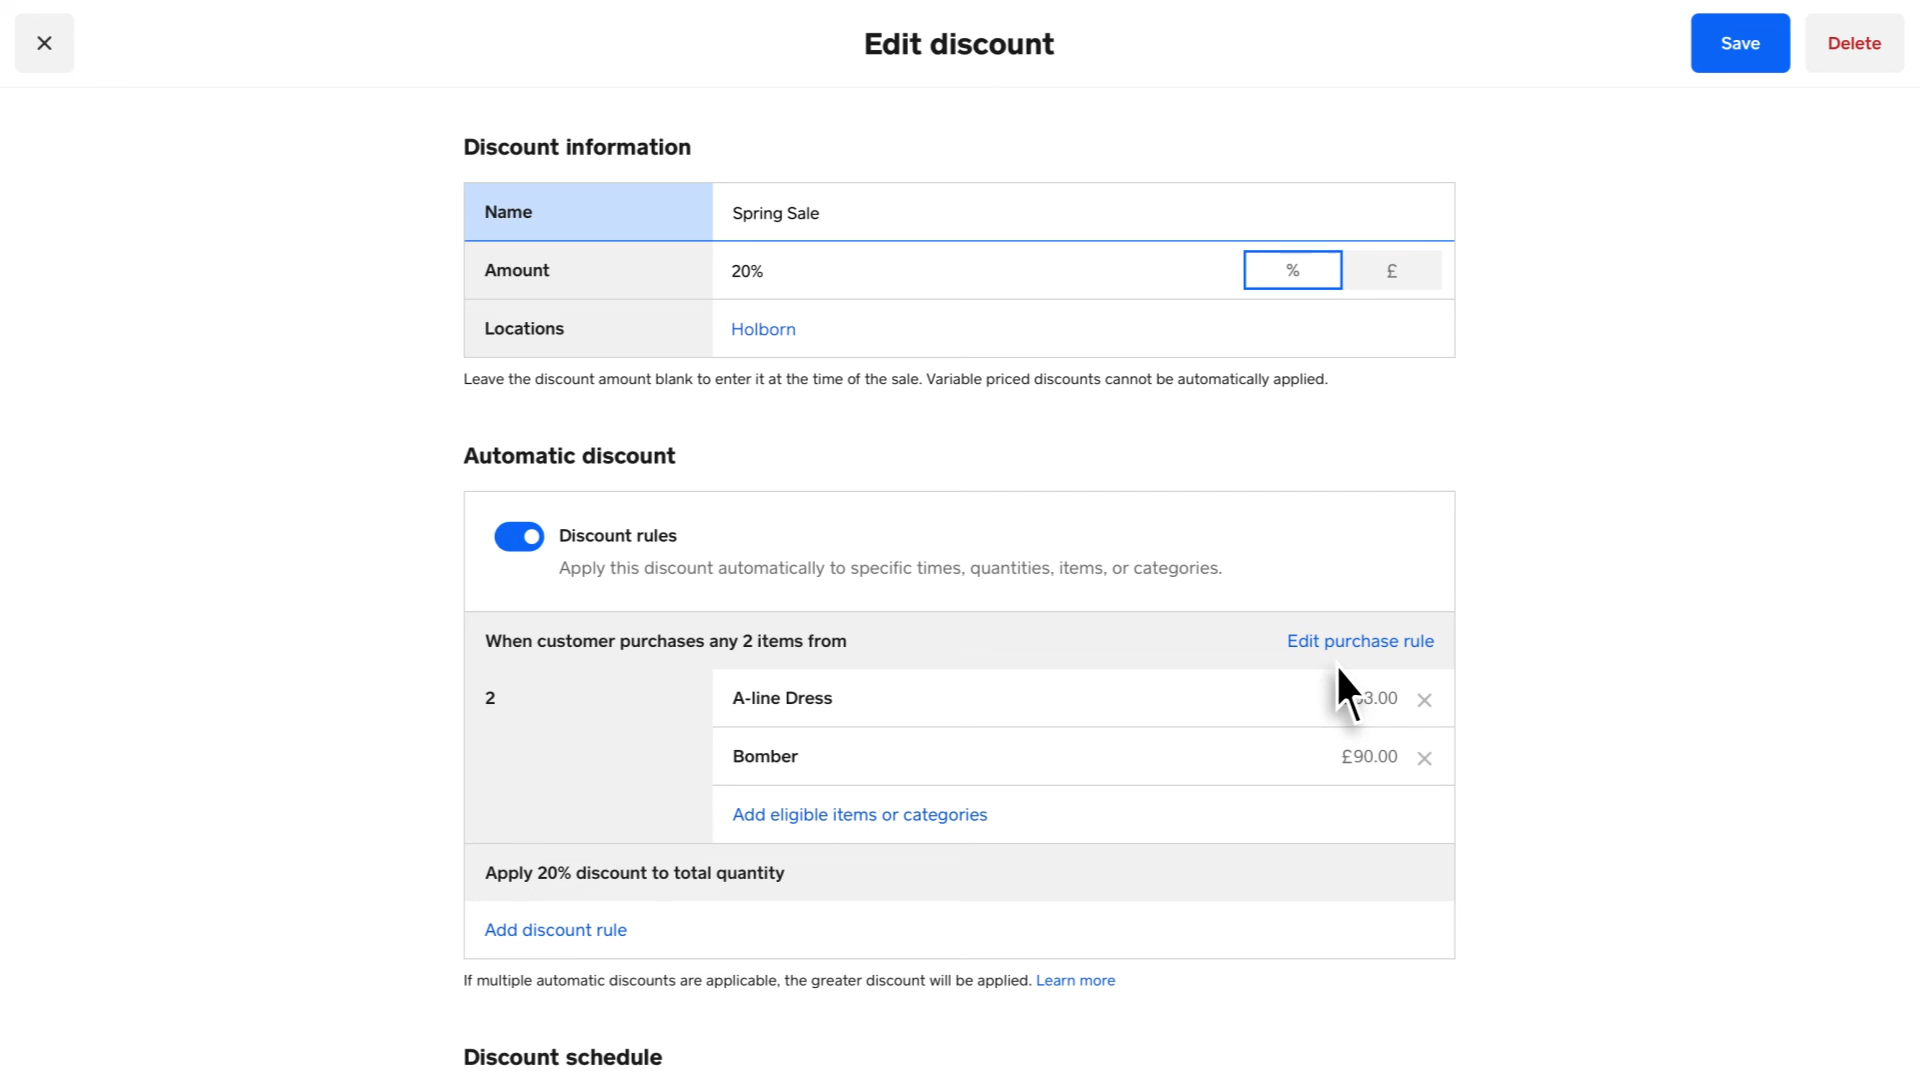 Edit discount
Save
Delete
Discount information
Name
Spring Sale
Amount
20%
%
£
Locations
Holborn
Leave the discount amount blank to enter it at the time of the sale. Variable priced discounts cannot be automatically applied.
Automatic discount
Discount rules
Apply this discount automatically to specific times, quantities, items, or categories.
When customer purchases any 2 items from
Edit purchase rule
2
A-line Dress
Bomber
£90.00
Add eligible items or categories
Apply 20% discount to total quantity
Add discount rule
If multiple automatic discounts are applicable, the greater discount will be applied. Learn more
Discount schedule